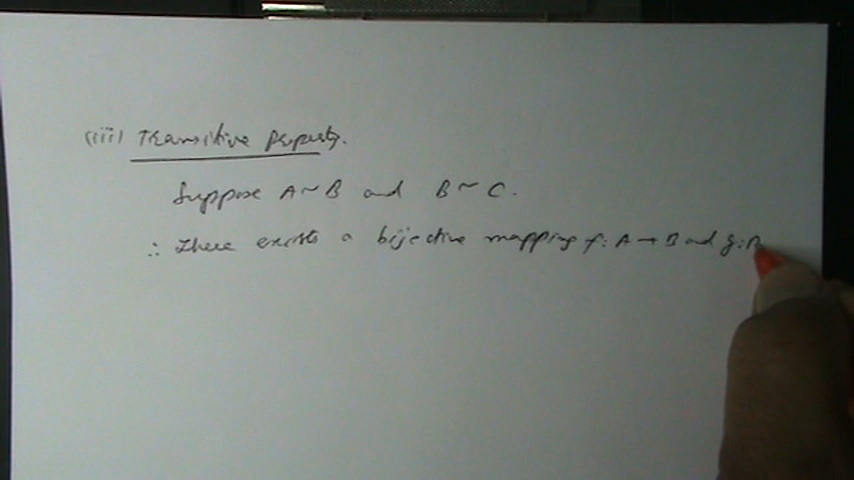 (iii) Transitive Property.
Suppose A ~ B and B ~ C.
∴ There exists a bijective mapping f: A → B and g: B